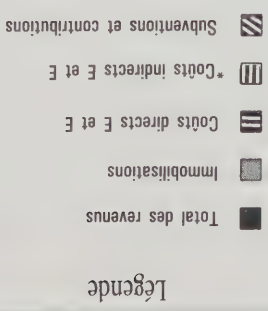 Légende
Total des revenus
Immobilisations
Coûts directs E et E
*Coûts indirects E et E
Subventions et contributions